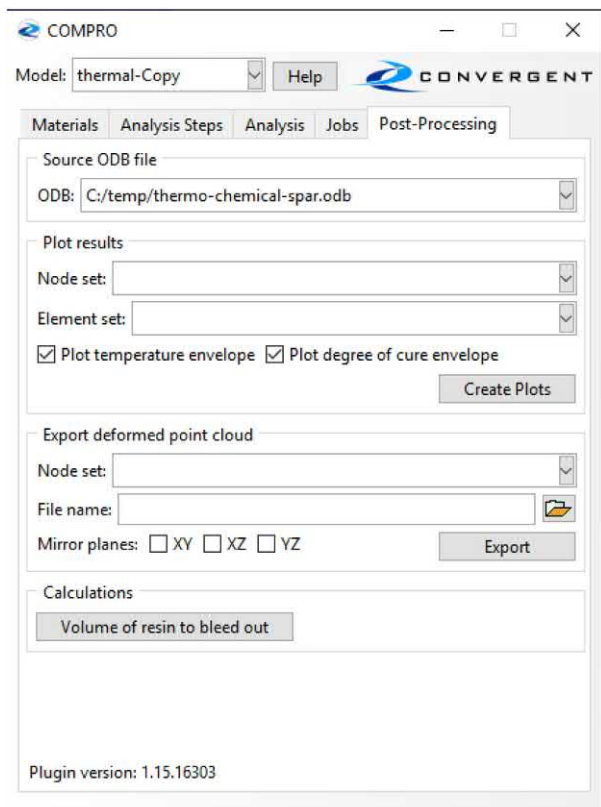 COMPRO
Model: thermal-Copy Help CONVERGENT
Materials Analysis Steps Analysis Jobs Post-Processing
Source ODB file
ODB: C:/temp/thermo-chemical-spar.odb
Plot results
Node set:
Element set:
Plot temperature envelope Plot degree of cure envelope
Create Plots
Export deformed point cloud
Node set:
File name:
Mirror planes: XY XZ YZ Export
Calculations
Volume of resin to bleed out
Plugin version: 1.15.16303